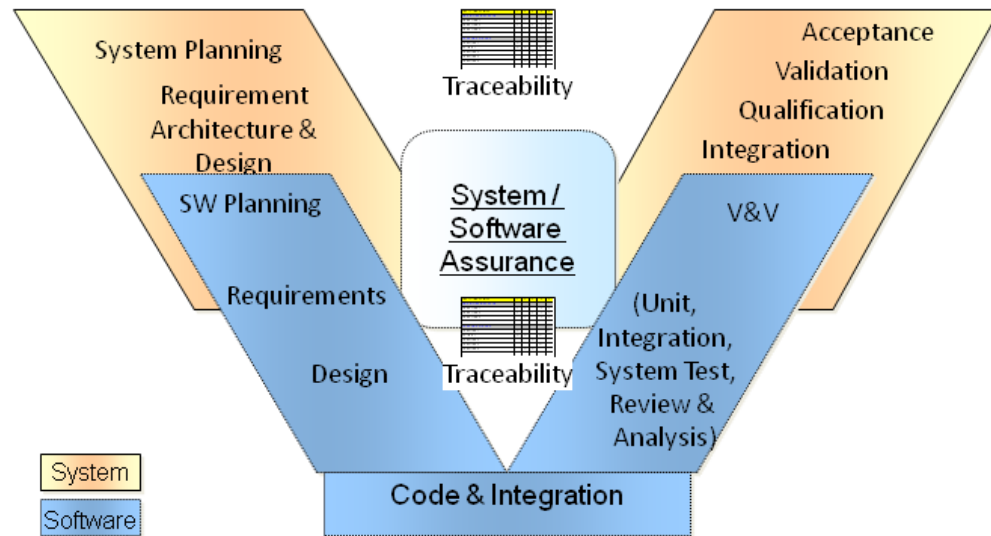 System Planning
Requirement
Architecture &
Design
SW Planning
Requirements
Design
Traceability
System /
Software
Assurance
Traceability
Acceptance
Validation
Qualification
Integration
V&V
(Unit,
Integration,
System Test,
Review &
Analysis)
Code & Integration
System
Software